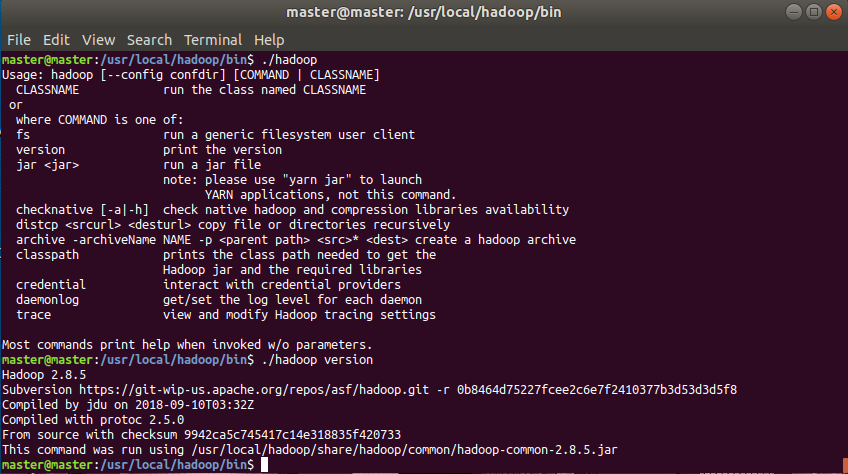 master@master: /usr/local/hadoop/bin
File Edit View Search Terminal Help
master@master:/usr/local/hadoop/bin$ ./hadoop
Usage: hadoop [--config confdir] [COMMAND | CLASSNAME]
  CLASSNAME            run the class named CLASSNAME
 or
  where COMMAND is one of:
  fs                   run a generic filesystem user client
  version              print the version
  jar <jar>            run a jar file
                       note: please use "yarn jar" to launch
                             YARN applications, not this command.
  checknative [-a|-h]  check native hadoop and compression libraries availability
  distcp <srcurl> <desturl> copy file or directories recursively
  archive -archiveName NAME -p <parent path> <src>* <dest> create a hadoop archive
  classpath            prints the class path needed to get the
                       Hadoop jar and the required libraries
  credential           interact with credential providers
  daemonlog            get/set the log level for each daemon
  trace                view and modify Hadoop tracing settings

Most commands print help when invoked w/o parameters.
master@master:/usr/local/hadoop/bin$ ./hadoop version
Hadoop 2.8.5
Subversion https://git-wip-us.apache.org/repos/asf/hadoop.git -r 0b8464d75227fcee2c6e7f2410377b3d53d3d5f8
Compiled by jdu on 2018-09-10T03:32Z
Compiled with protoc 2.5.0
From source with checksum 9942ca5c745417c14e318835f420733
This command was run using /usr/local/hadoop/share/hadoop/common/hadoop-common-2.8.5.jar
master@master:/usr/local/hadoop/bin$